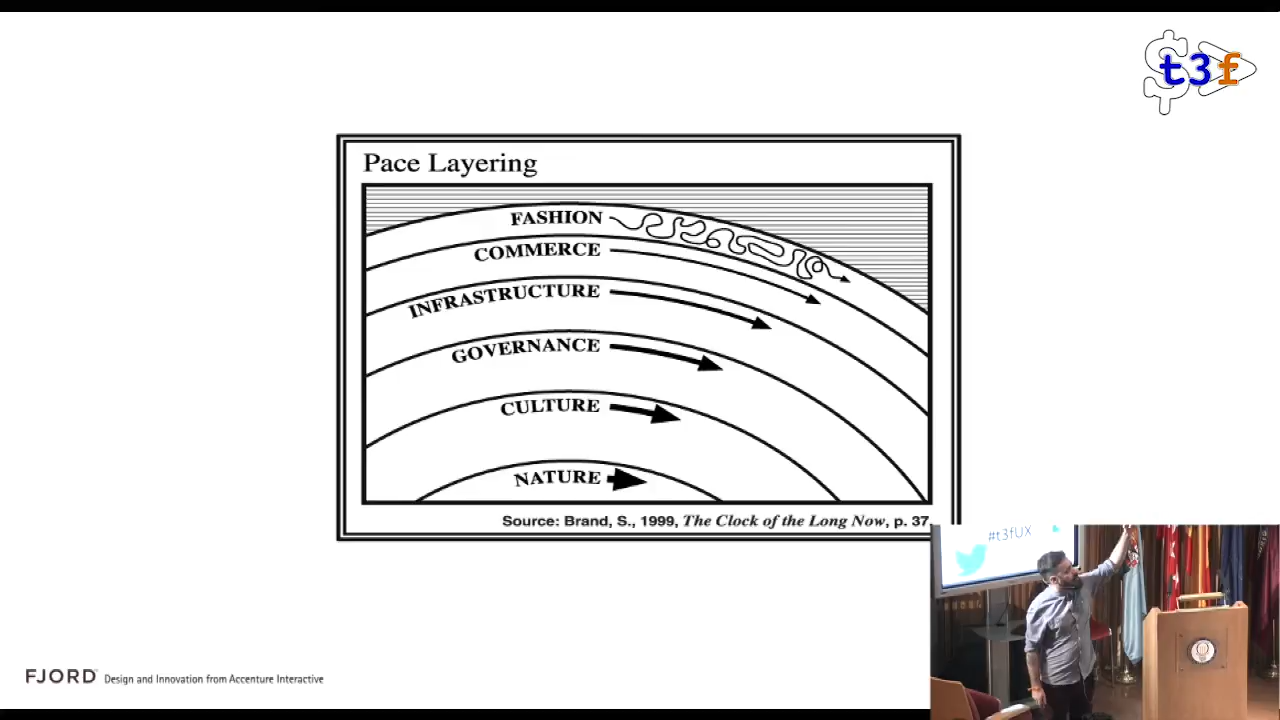 t3f
Pace Layering
FASHION
COMMERCE
INFRASTRUCTURE
GOVERNANCE
CULTURE
NATURE
Source: Brand, S., 1999, The Clock of the Long Now, p. 37.
#t3fUX
FJORD Design and Innovation from Accenture Interactive